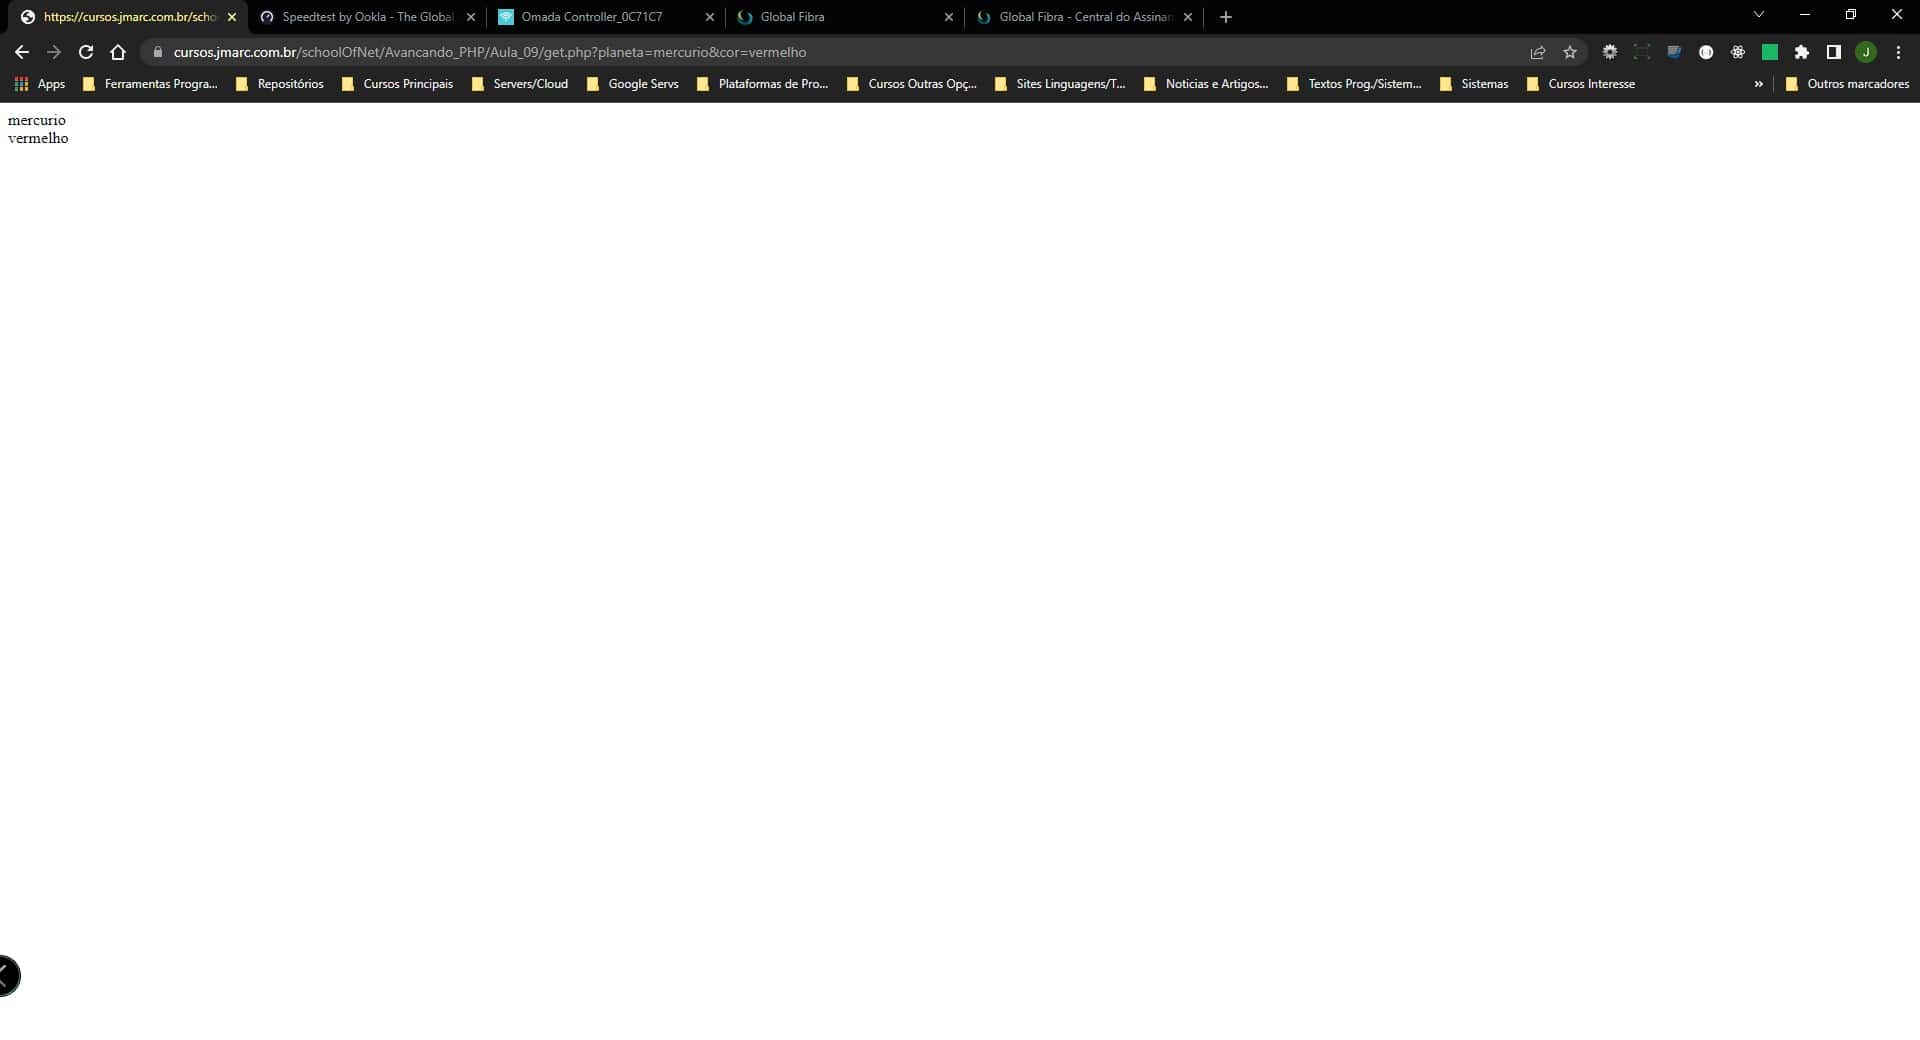 https://cursos.jmarc.com.br/scho
Speedtest by Ookla - The Global
Omada Controller_0C71C7
Global Fibra
Global Fibra - Central do Assinan
cursos.jmarc.com.br/schoolOfNet/Avancando_PHP/Aula_09/get.php?planeta=mercurio&cor=vermelho
J
Apps
Ferramentas Progra...
Repositórios
Cursos Principais
Servers/Cloud
Google Servs
Plataformas de Pro...
Cursos Outras Opç...
Sites Linguagens/T...
Noticias e Artigos...
Textos Prog./Sistem...
Sistemas
Cursos Interesse
»
Outros marcadores
mercurio
vermelho